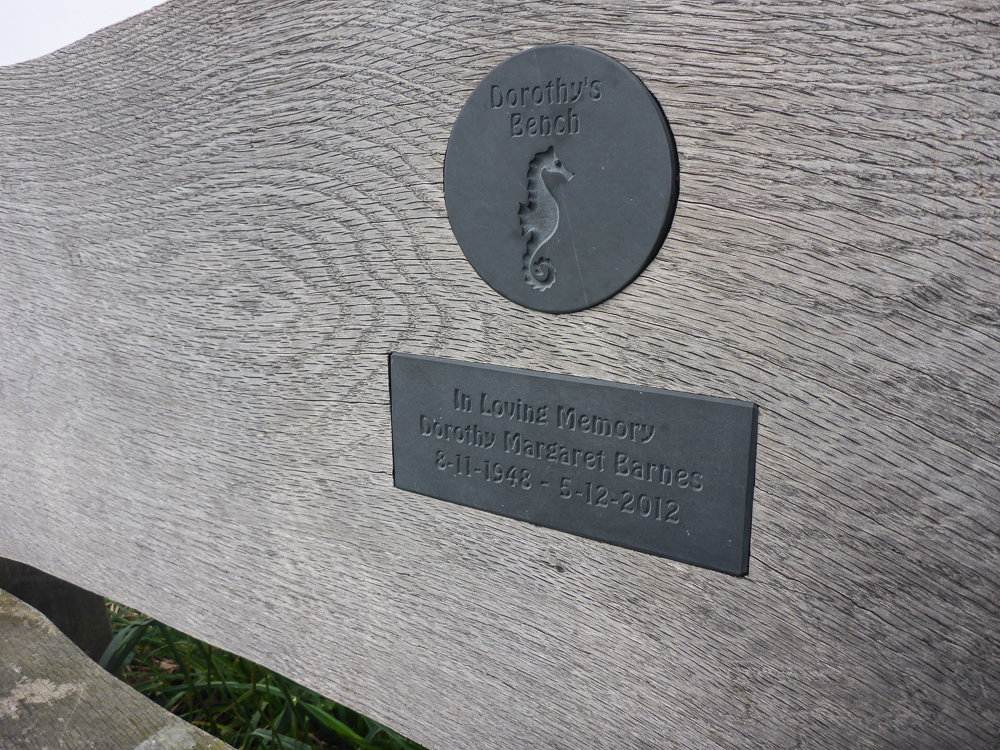 Dorothy's
Bench
In Loving Memory
Dorothy Margaret Barnes
8-11-1948 - 5-12-2012